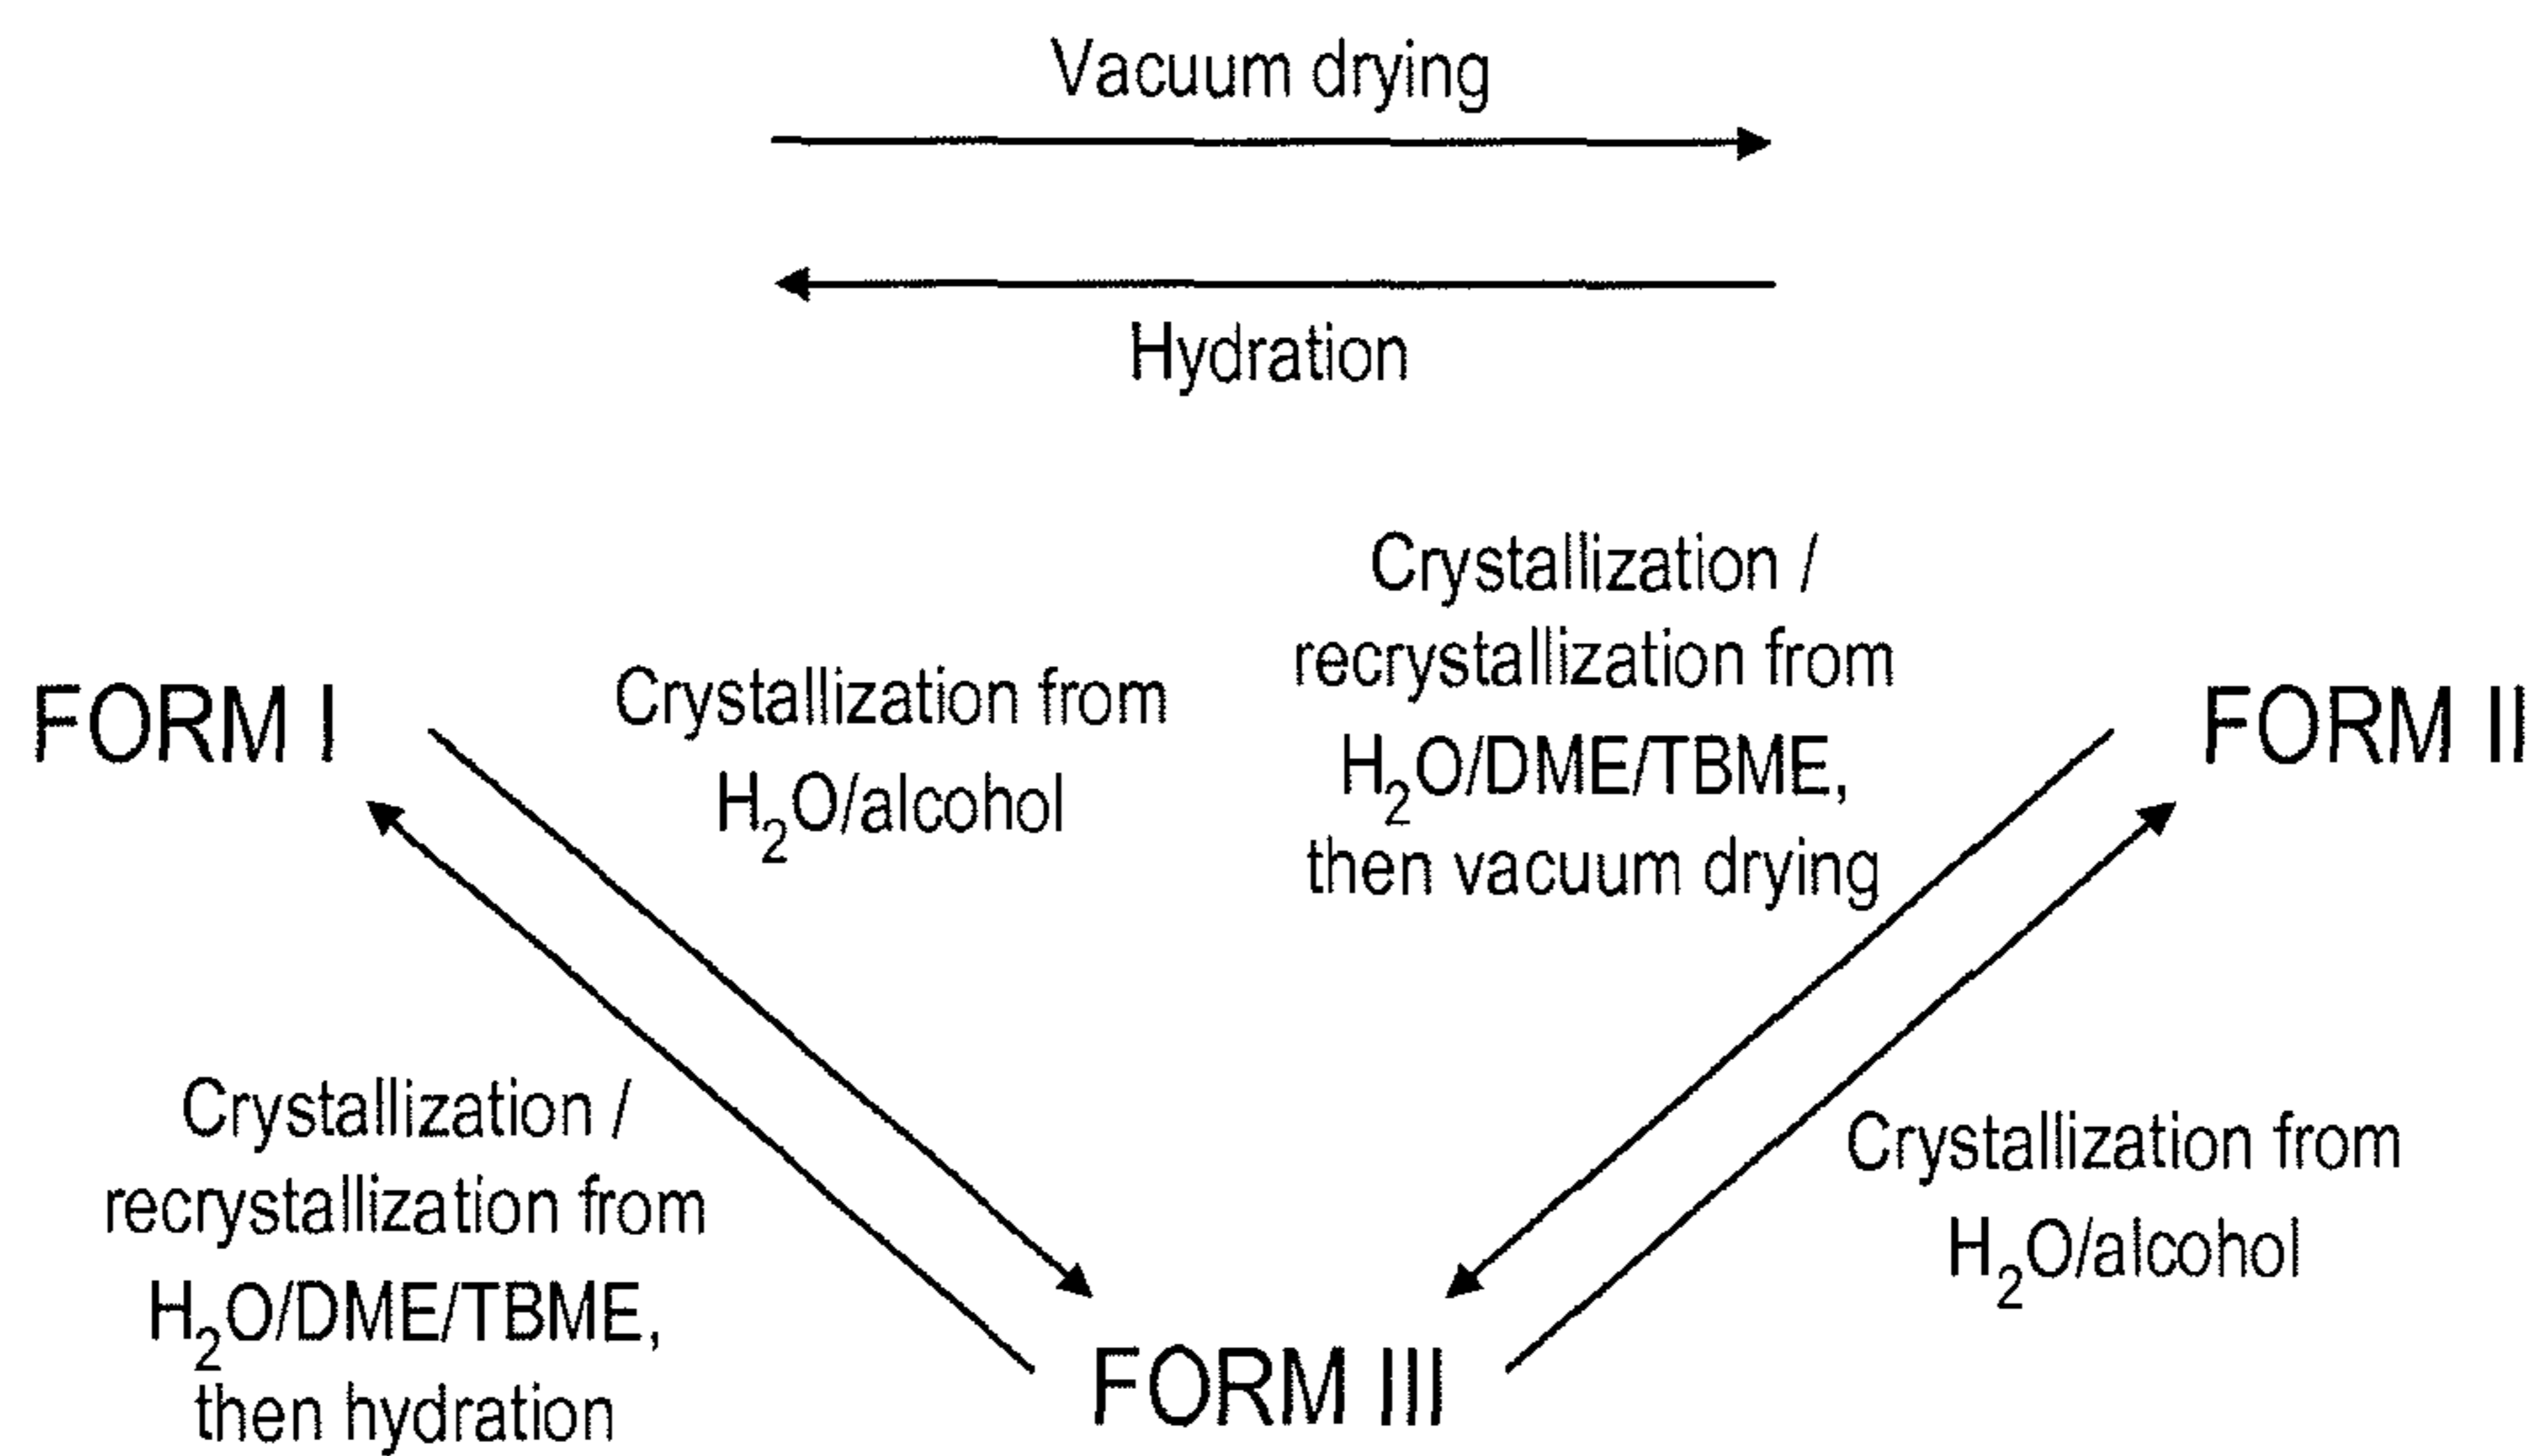 Vacuum drying
Hydration
Crystallization /
recrystallization from
H₂O/DME/TBME,
then vacuum drying
FORM I
Crystallization from
H₂O/alcohol
FORM II
Crystallization /
recrystallization from
H₂O/DME/TBME,
then hydration
Crystallization from
H₂O/alcohol
FORM III